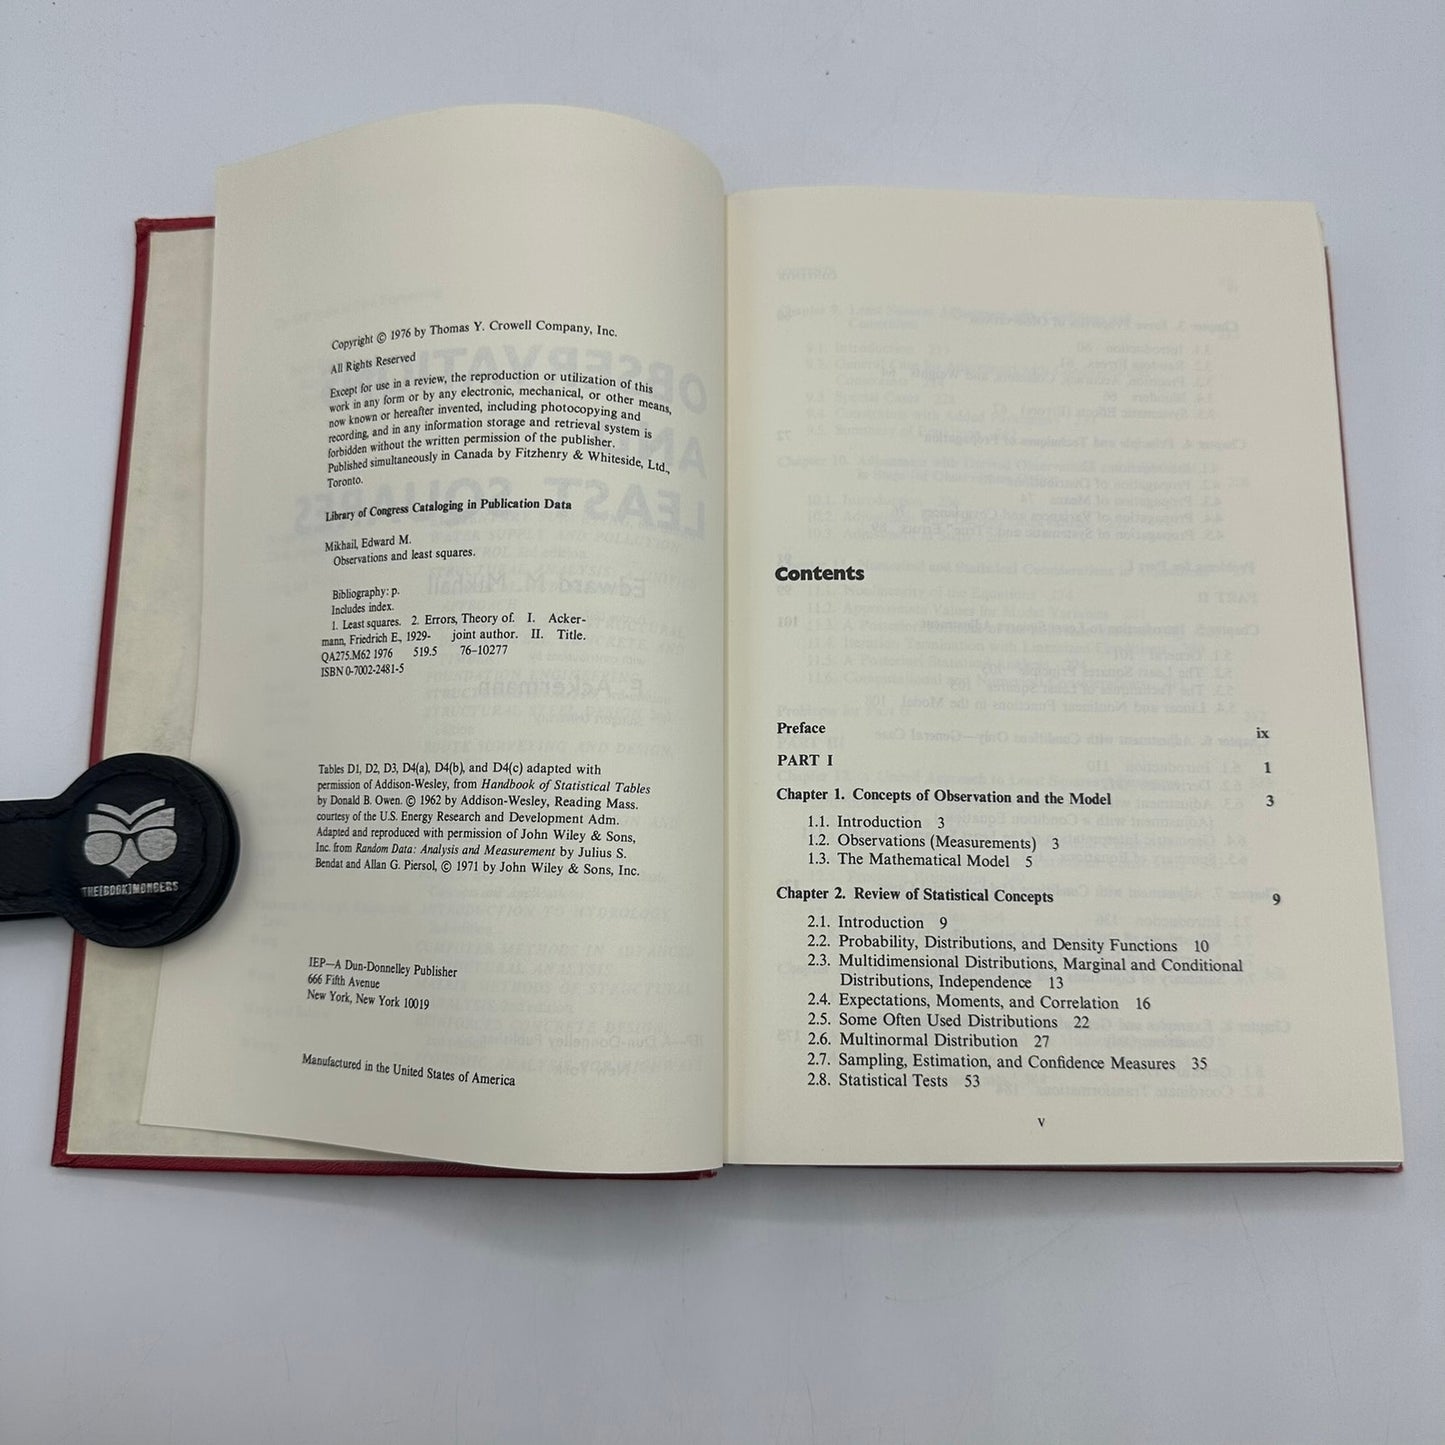 Copyright © 1976 by Thomas Y. Crowell Company, Inc.
All Rights Reserved
Except for use in a review, the reproduction or utilization of this
work in any form or by any electronic, mechanical, or other means,
now known or hereafter invented, including photocopying and
recording, and in any information storage and retrieval system is
forbidden without the written permission of the publisher.
Published simultaneously in Canada by Fitzhenry & Whiteside, Ltd.,
Toronto.
Library of Congress Cataloging in Publication Data
Mikhail, Edward M.
Observations and least squares.
Bibliography: p.
Includes index.
1. Least squares. 2. Errors, Theory of. I. Acker-
mann, Friedrich E., 1929- joint author. II. Title.
QA275.M62 1976 519.5 76-10277
ISBN 0-7002-2481-5
Tables D1, D2, D3, D4(a), D4(b), and D4(c) adapted with
permission of Addison-Wesley, from Handbook of Statistical Tables
by Donald B. Owen. © 1962 by Addison-Wesley, Reading Mass.
courtesy of the U.S. Energy Research and Development Adm.
Adapted and reproduced with permission of John Wiley & Sons,
Inc. from Random Data: Analysis and Measurement by Julius S.
Bendat and Allan G. Piersol, © 1971 by John Wiley & Sons, Inc.
IEP—A Dun-Donnelley Publisher
666 Fifth Avenue
New York, New York 10019
Manufactured in the United States of America
THE[BOOK]MONGERS
Contents
Preface ix
PART I 1
Chapter 1. Concepts of Observation and the Model 3
1.1. Introduction 3
1.2. Observations (Measurements) 3
1.3. The Mathematical Model 5
Chapter 2. Review of Statistical Concepts 9
2.1. Introduction 9
2.2. Probability, Distributions, and Density Functions 10
2.3. Multidimensional Distributions, Marginal and Conditional
Distributions, Independence 13
2.4. Expectations, Moments, and Correlation 16
2.5. Some Often Used Distributions 22
2.6. Multinormal Distribution 27
2.7. Sampling, Estimation, and Confidence Measures 35
2.8. Statistical Tests 53
v